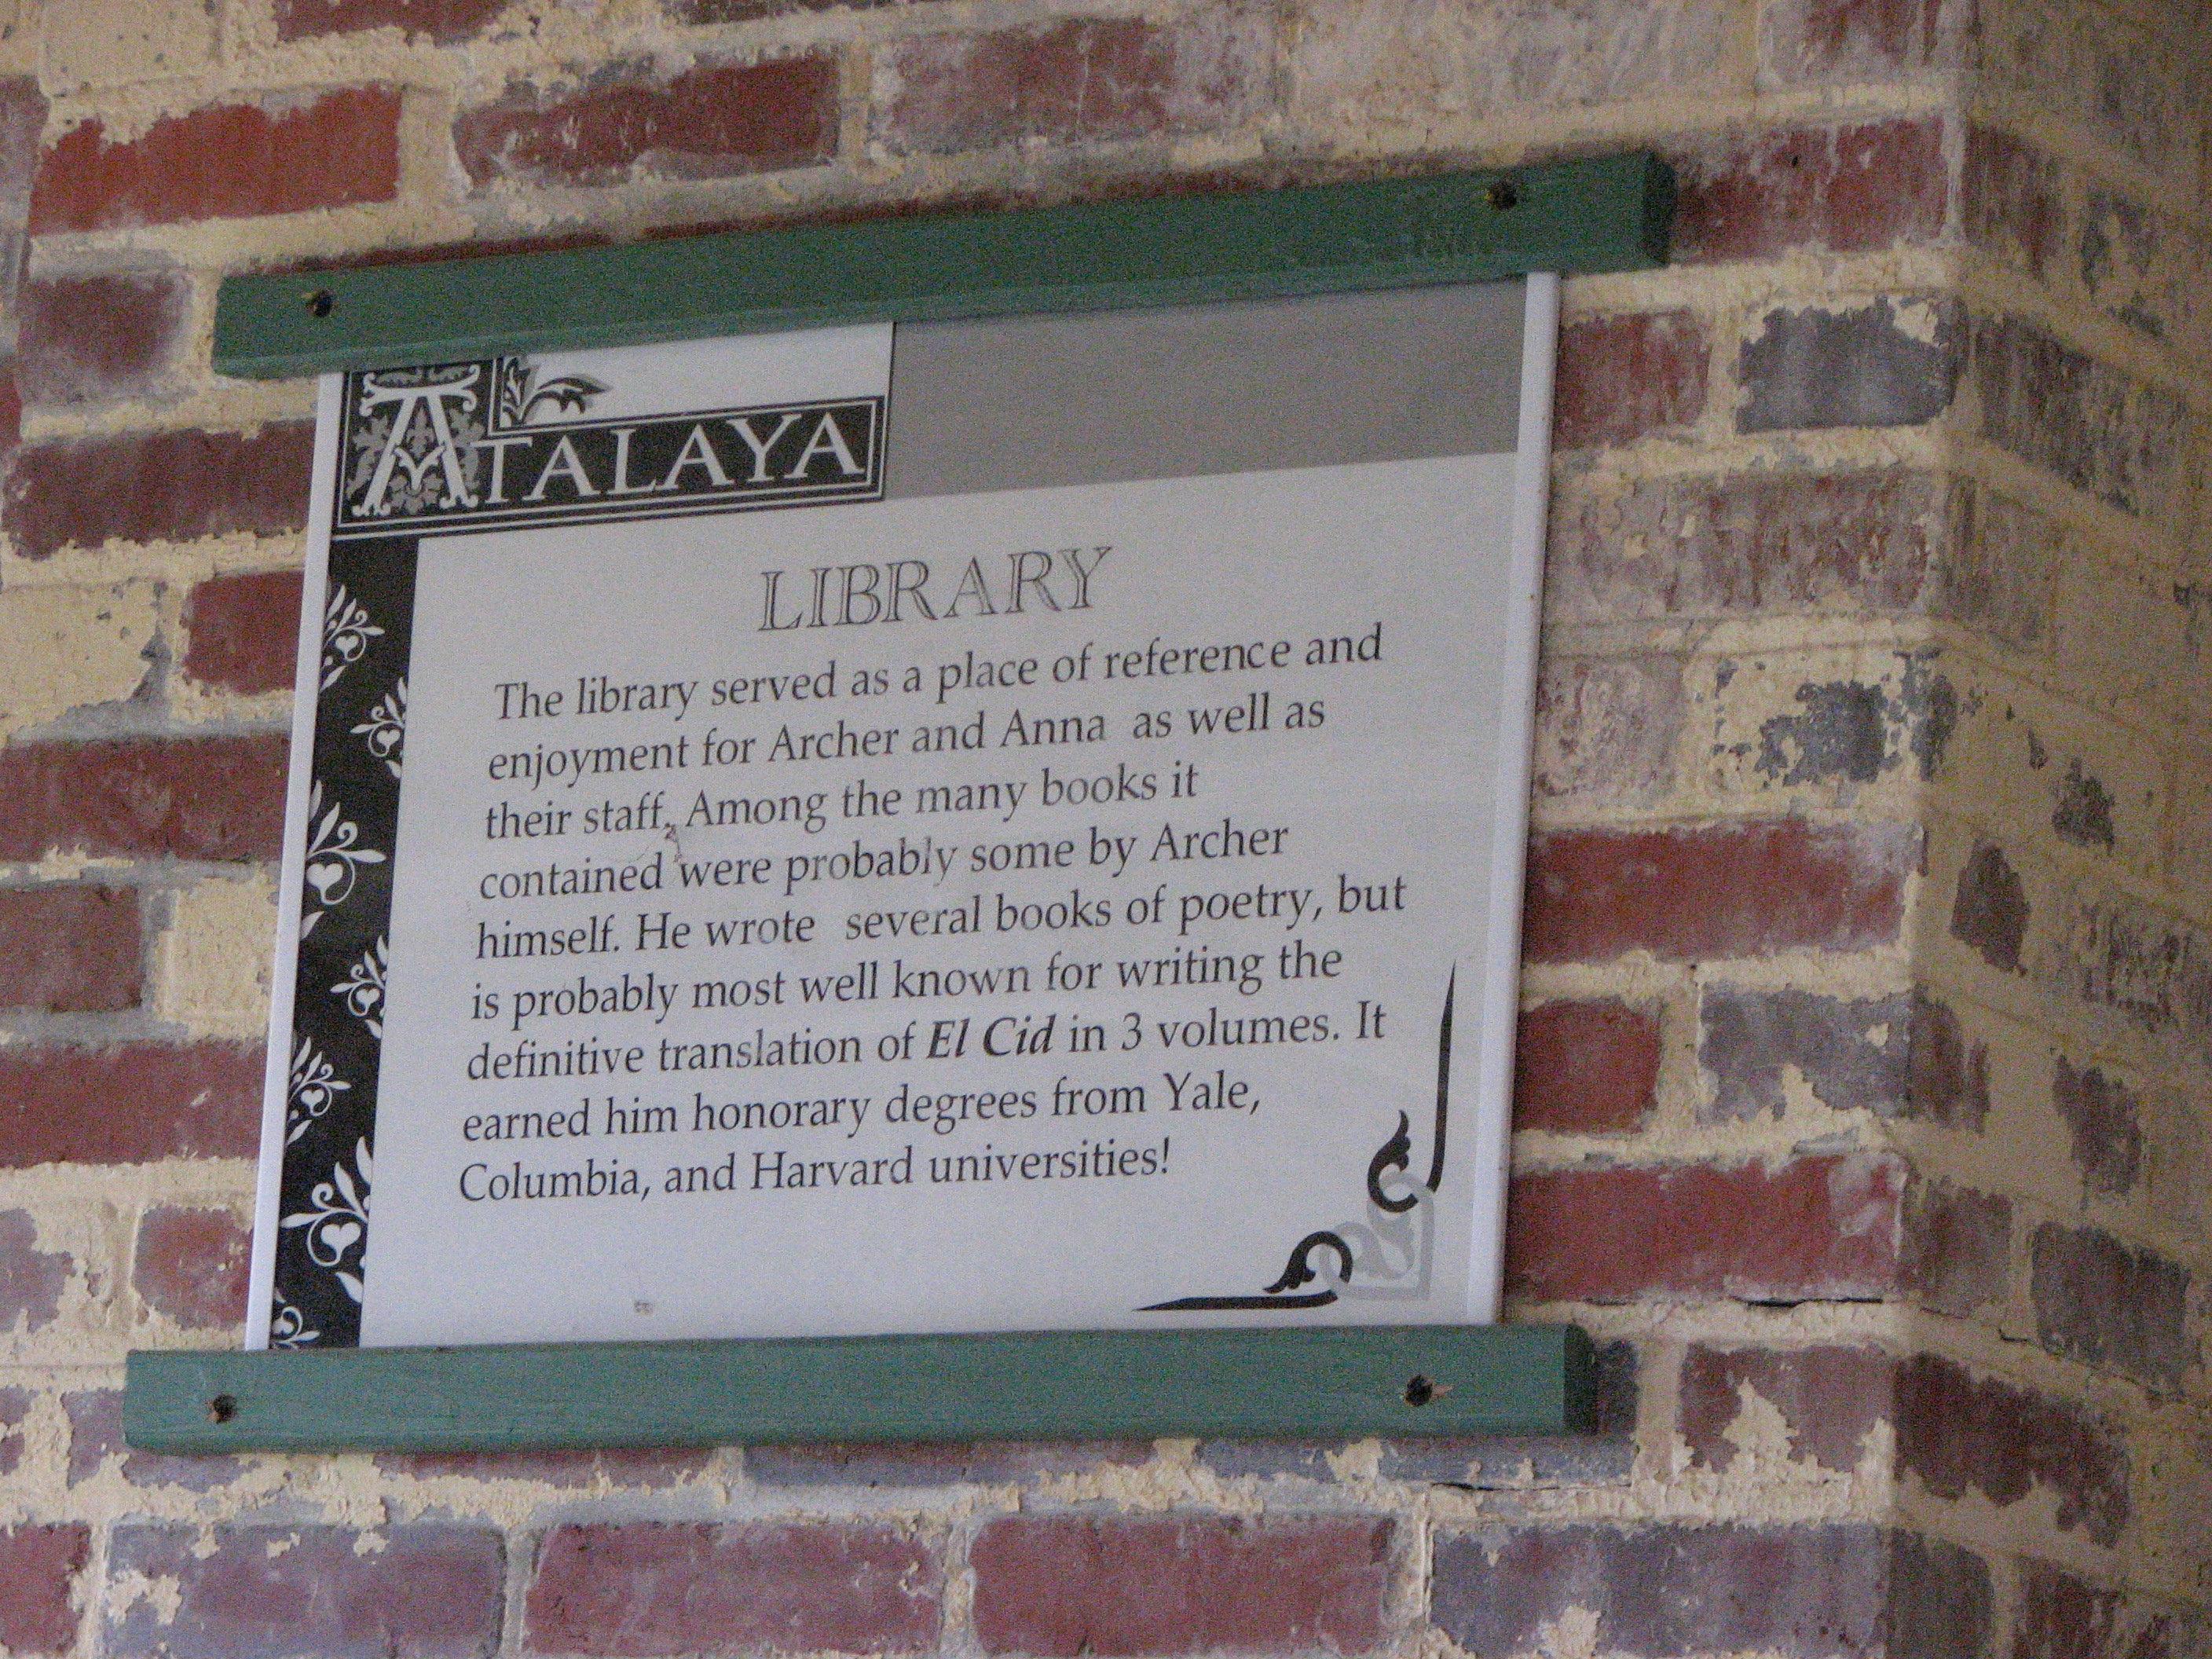 ATALAYA
LIBRARY
The library served as a place of reference and
enjoyment for Archer and Anna as well as
their staff. Among the many books it
contained were probably some by Archer
himself. He wrote several books of poetry, but
is probably most well known for writing the
definitive translation of El Cid in 3 volumes. It
earned him honorary degrees from Yale,
Columbia, and Harvard universities!